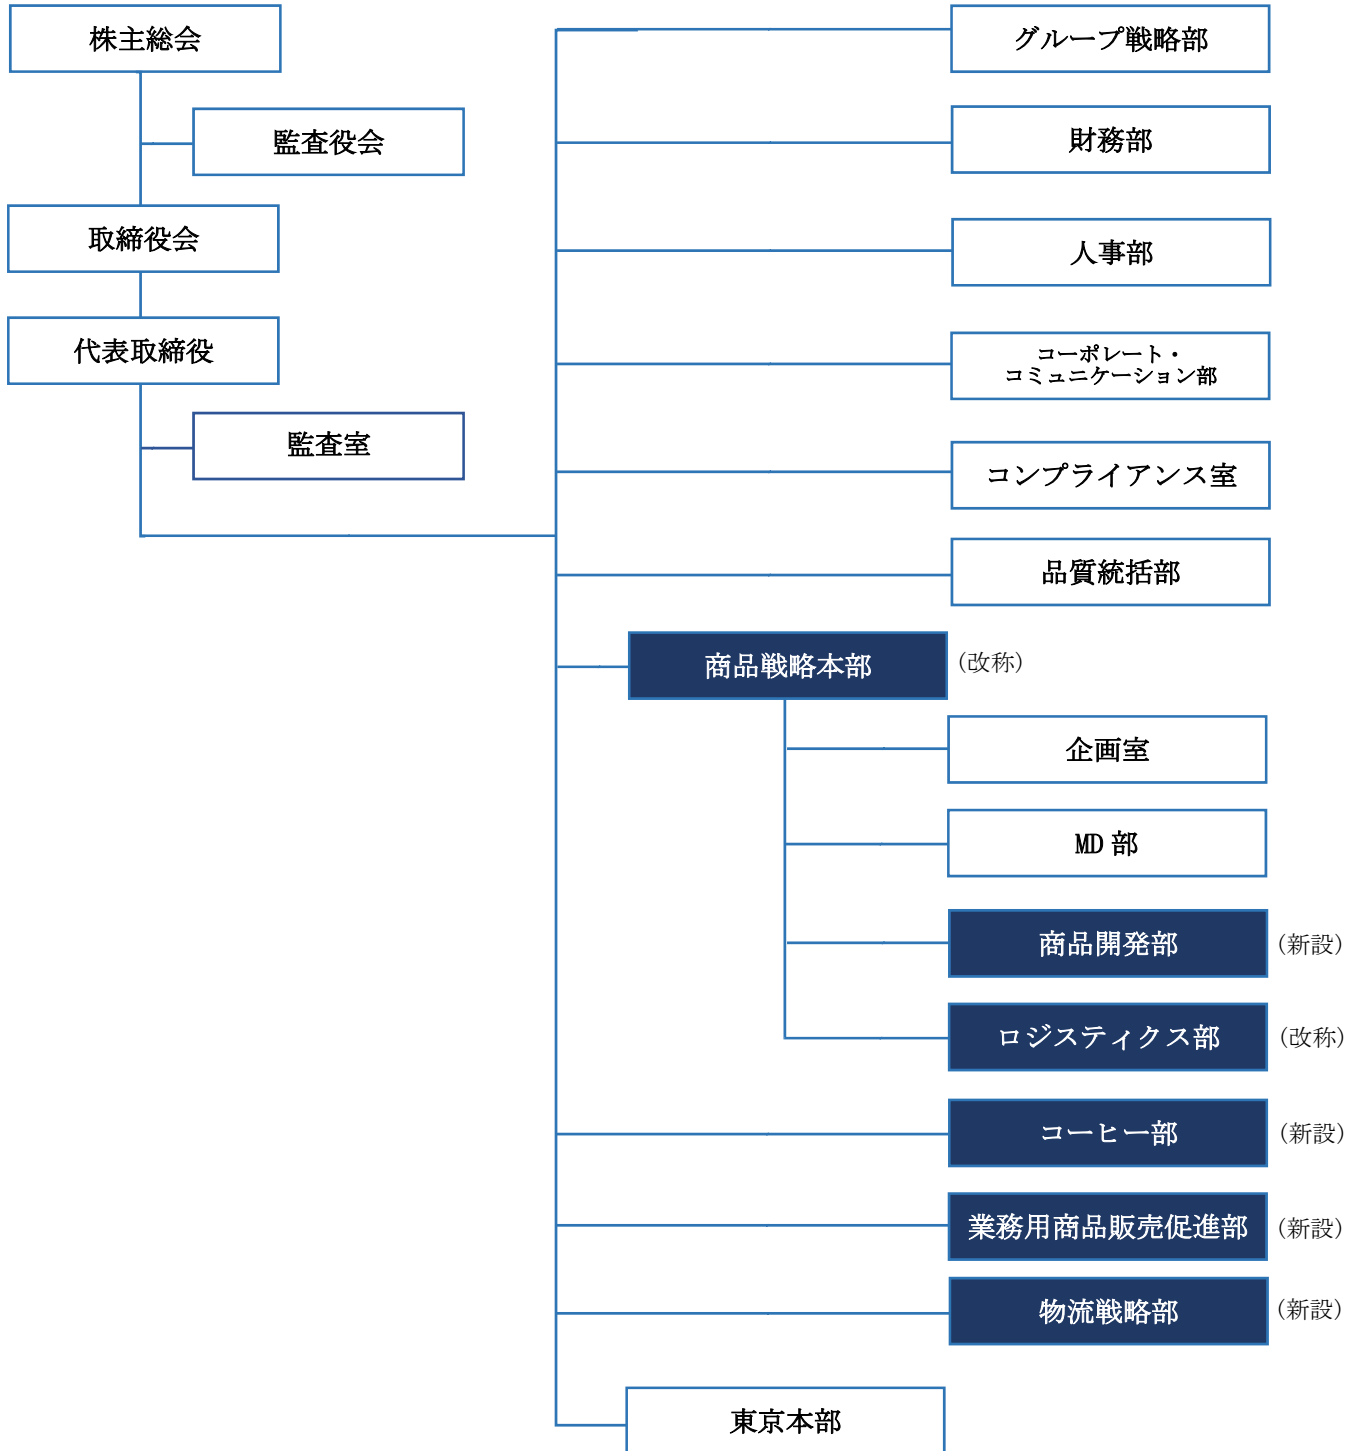 株主総会
監査役会
取締役会
代表取締役
監査室
グループ戦略部
財務部
人事部
コーポレート・
コミュニケーション部
コンプライアンス室
品質統括部
商品戦略本部 (改称)
企画室
MD 部
商品開発部 (新設)
ロジスティクス部 (改称)
コーヒー部 (新設)
業務用商品販売促進部 (新設)
物流戦略部 (新設)
東京本部